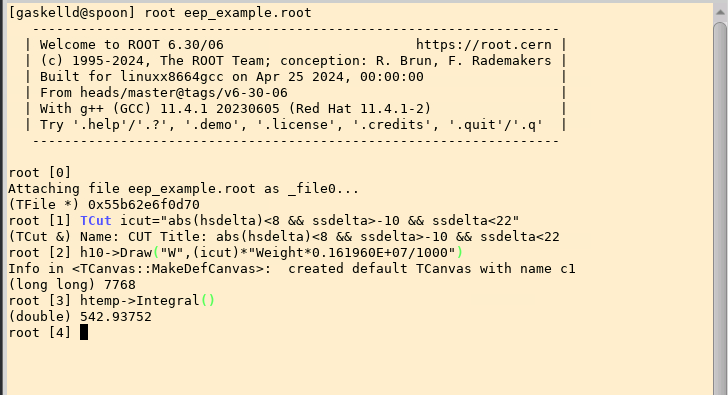 [gaskelld@spoon] root eep_example.root
   ------------------------------------------------------------------
  | Welcome to ROOT 6.30/06                        https://root.cern |
  | (c) 1995-2024, The ROOT Team; conception: R. Brun, F. Rademakers |
  | Built for linuxx8664gcc on Apr 25 2024, 00:00:00                 |
  | From heads/master@tags/v6-30-06                                  |
  | With g++ (GCC) 11.4.1 20230605 (Red Hat 11.4.1-2)                |
  | Try '.help'/'.?', '.demo', '.license', '.credits', '.quit'/'.q'  |
   ------------------------------------------------------------------
root [0]
Attaching file eep_example.root as _file0...
(TFile *) 0x55b62e6f0d70
root [1] TCut icut="abs(hsdelta)<8 && ssdelta>-10 && ssdelta<22"
(TCut &) Name: CUT Title: abs(hsdelta)<8 && ssdelta>-10 && ssdelta<22
root [2] h10->Draw("W",(icut)*"Weight*0.161960E+07/1000")
Info in <TCanvas::MakeDefCanvas>:  created default TCanvas with name c1
(long long) 7768
root [3] htemp->Integral()
(double) 542.93752
root [4]